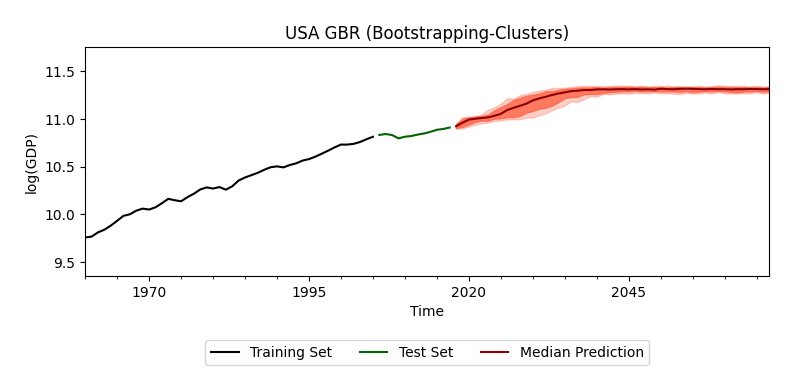 USA GBR (Bootstrapping-Clusters)
log(GDP)
11.5
11.0
10.5
10.0
9.5
1970 1995 2020 2045
Time
Training Set Test Set Median Prediction